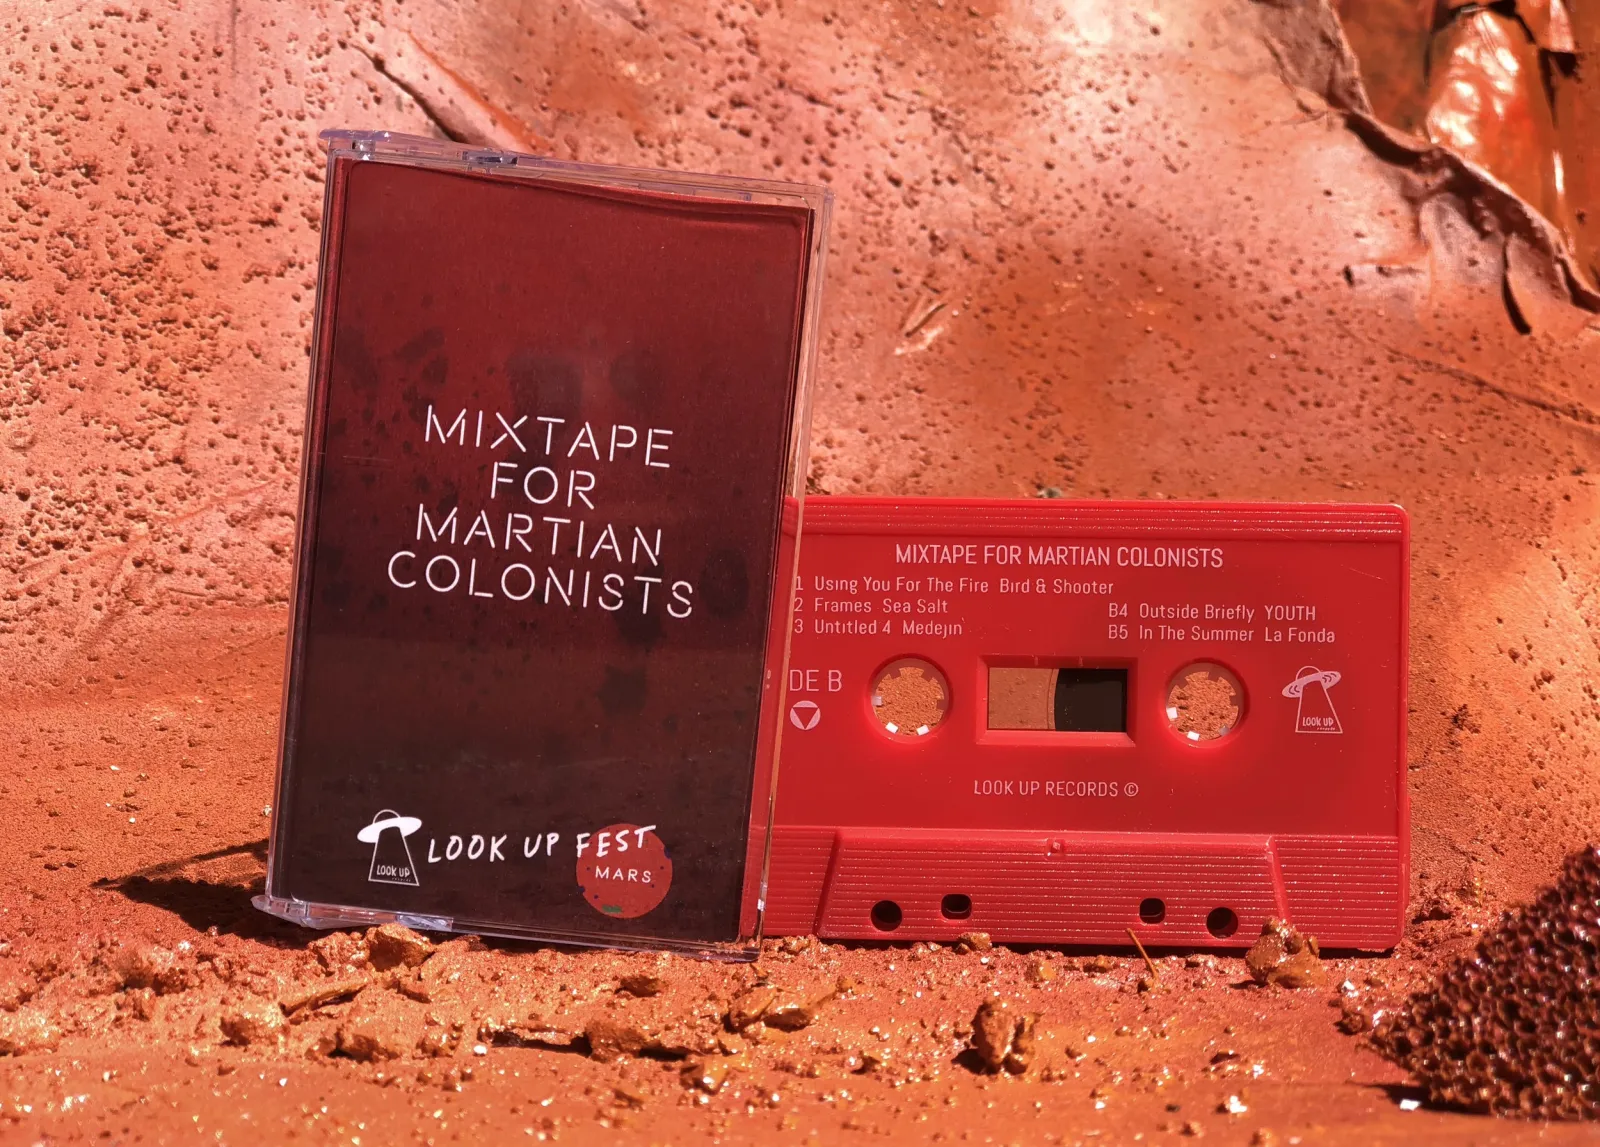 MIXTAPE
FOR
MARTIAN
COLONISTS
LOOK UP
LOOK UP FEST
MARS
MIXTAPE FOR MARTIAN COLONISTS
1 Using You For The Fire Bird & Shooter
2 Frames Sea Salt
3 Untitled 4 Medejin
B4 Outside Briefly YOUTH
B5 In The Summer La Fonda
DE B
LOOK UP
LOOK UP RECORDS ©